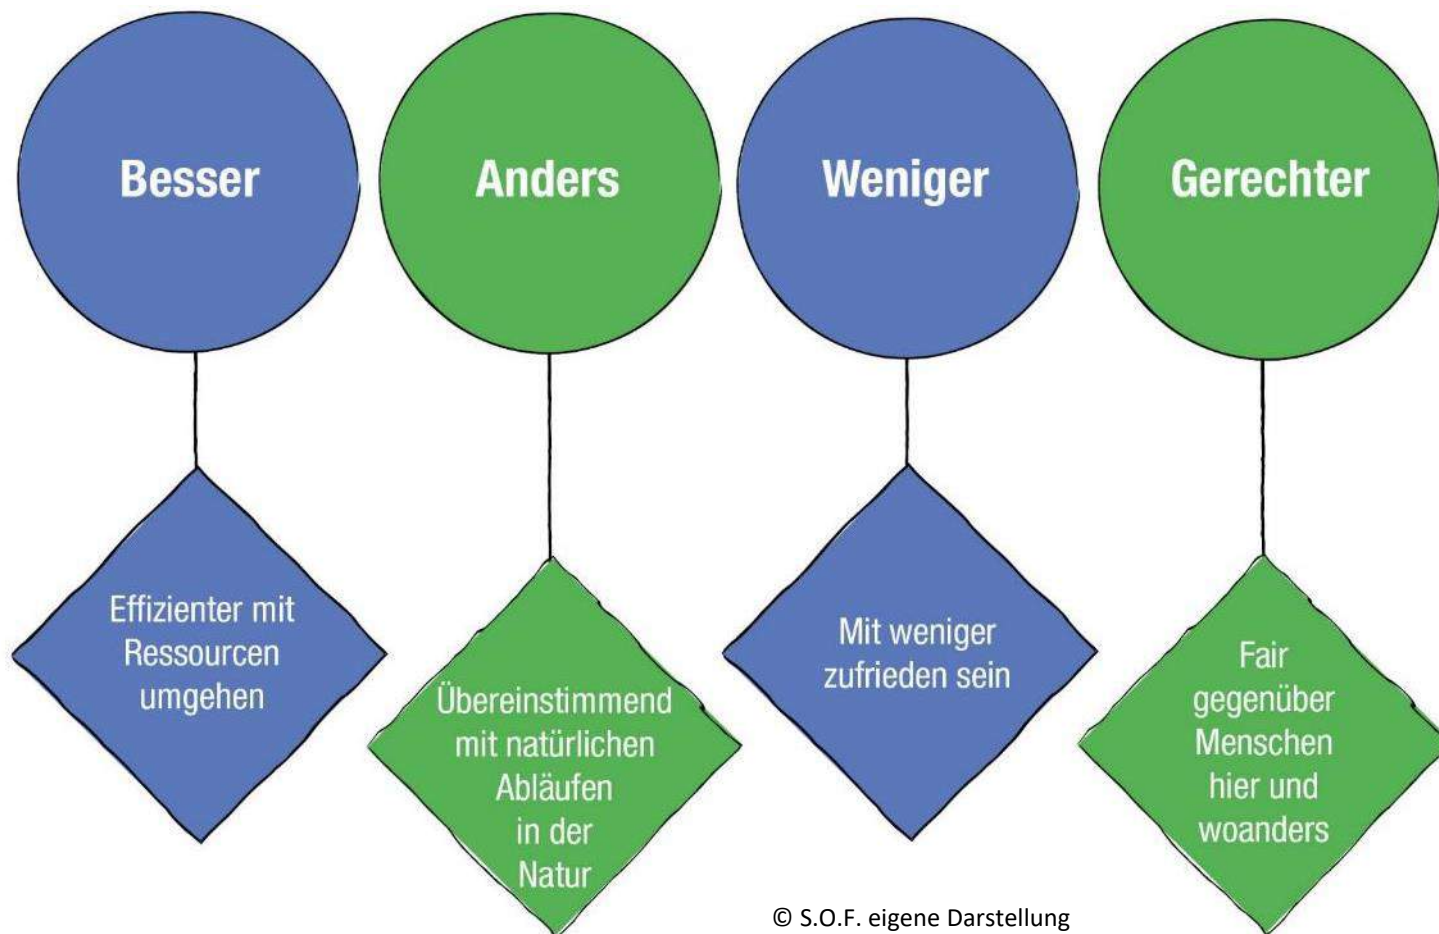 Besser
Anders
Weniger
Gerechter
Effizienter mit
Ressourcen
umgehen
Übereinstimmend
mit natürlichen
Abläufen
in der
Natur
Mit weniger
zufrieden sein
Fair
gegenüber
Menschen
hier und
woanders
© S.O.F. eigene Darstellung